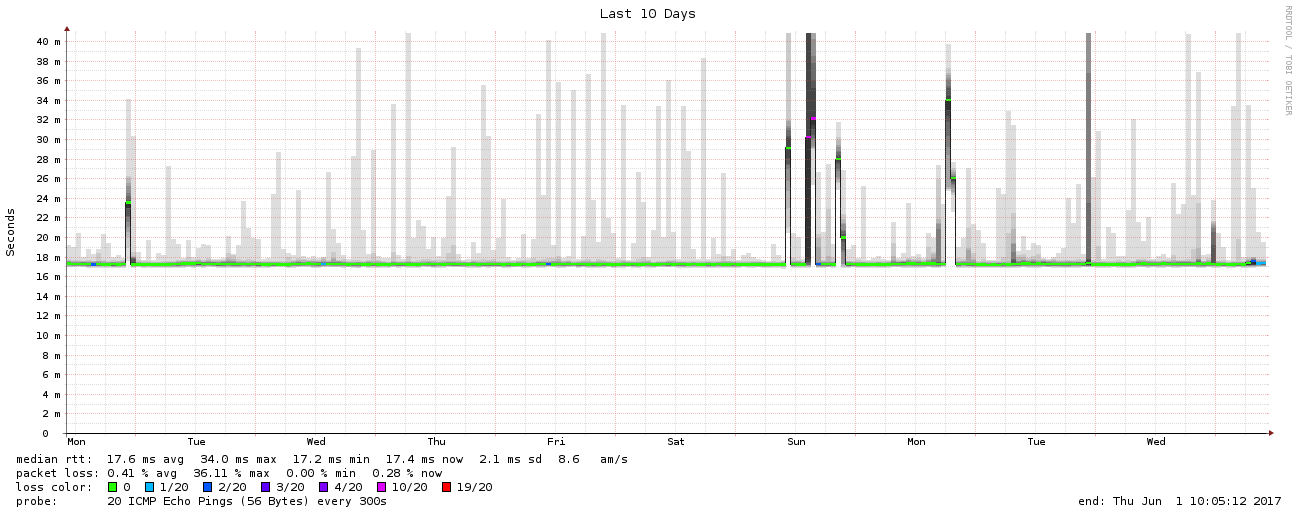 Last 10 Days
RRDTOOL / TOBI OETIKER
Seconds
40 m
38 m
36 m
34 m
32 m
30 m
28 m
26 m
24 m
22 m
20 m
18 m
16 m
14 m
12 m
10 m
8 m
6 m
4 m
2 m
0
Mon Tue Wed Thu Fri Sat Sun Mon Tue Wed
median rtt: 17.6 ms avg 34.0 ms max 17.2 ms min 17.4 ms now 2.1 ms sd 8.6 am/s
packet loss: 0.41 % avg 36.11 % max 0.00 % min 0.28 % now
loss color: 0 1/20 2/20 3/20 4/20 10/20 19/20
probe: 20 ICMP Echo Pings (56 Bytes) every 300s end: Thu Jun 1 10:05:12 2017